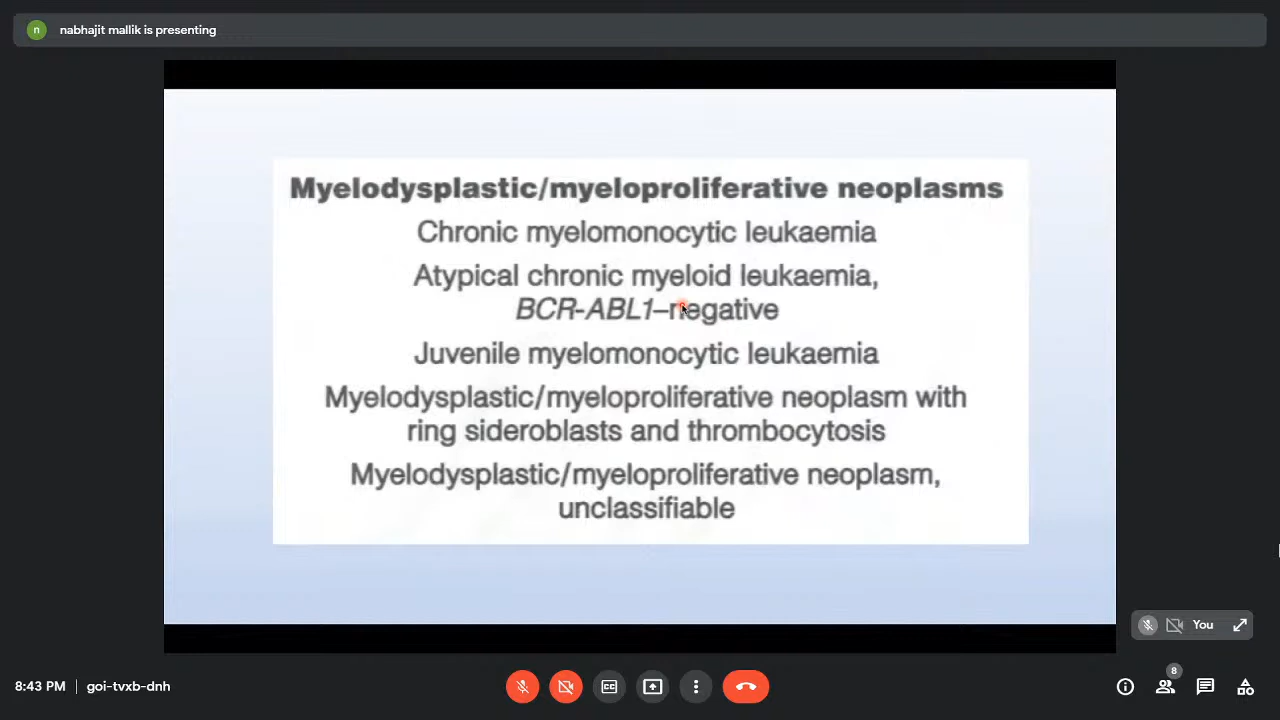 n
nabhajit mallik is presenting
Myelodysplastic/myeloproliferative neoplasms
Chronic myelomonocytic leukaemia
Atypical chronic myeloid leukaemia,
BCR-ABL1–negative
Juvenile myelomonocytic leukaemia
Myelodysplastic/myeloproliferative neoplasm with
ring sideroblasts and thrombocytosis
Myelodysplastic/myeloproliferative neoplasm,
unclassifiable
You
8:43 PM | goi-tvxb-dnh
CC
8